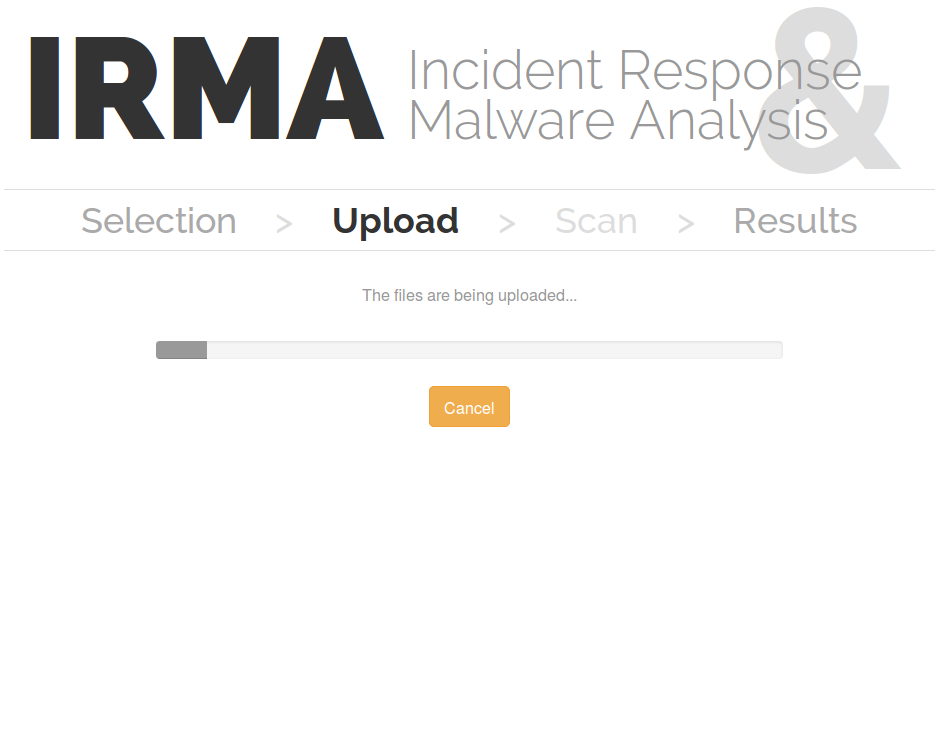 IRMA
Incident Response
&
Malware Analysis
Selection > Upload > Scan > Results
The files are being uploaded...
Cancel